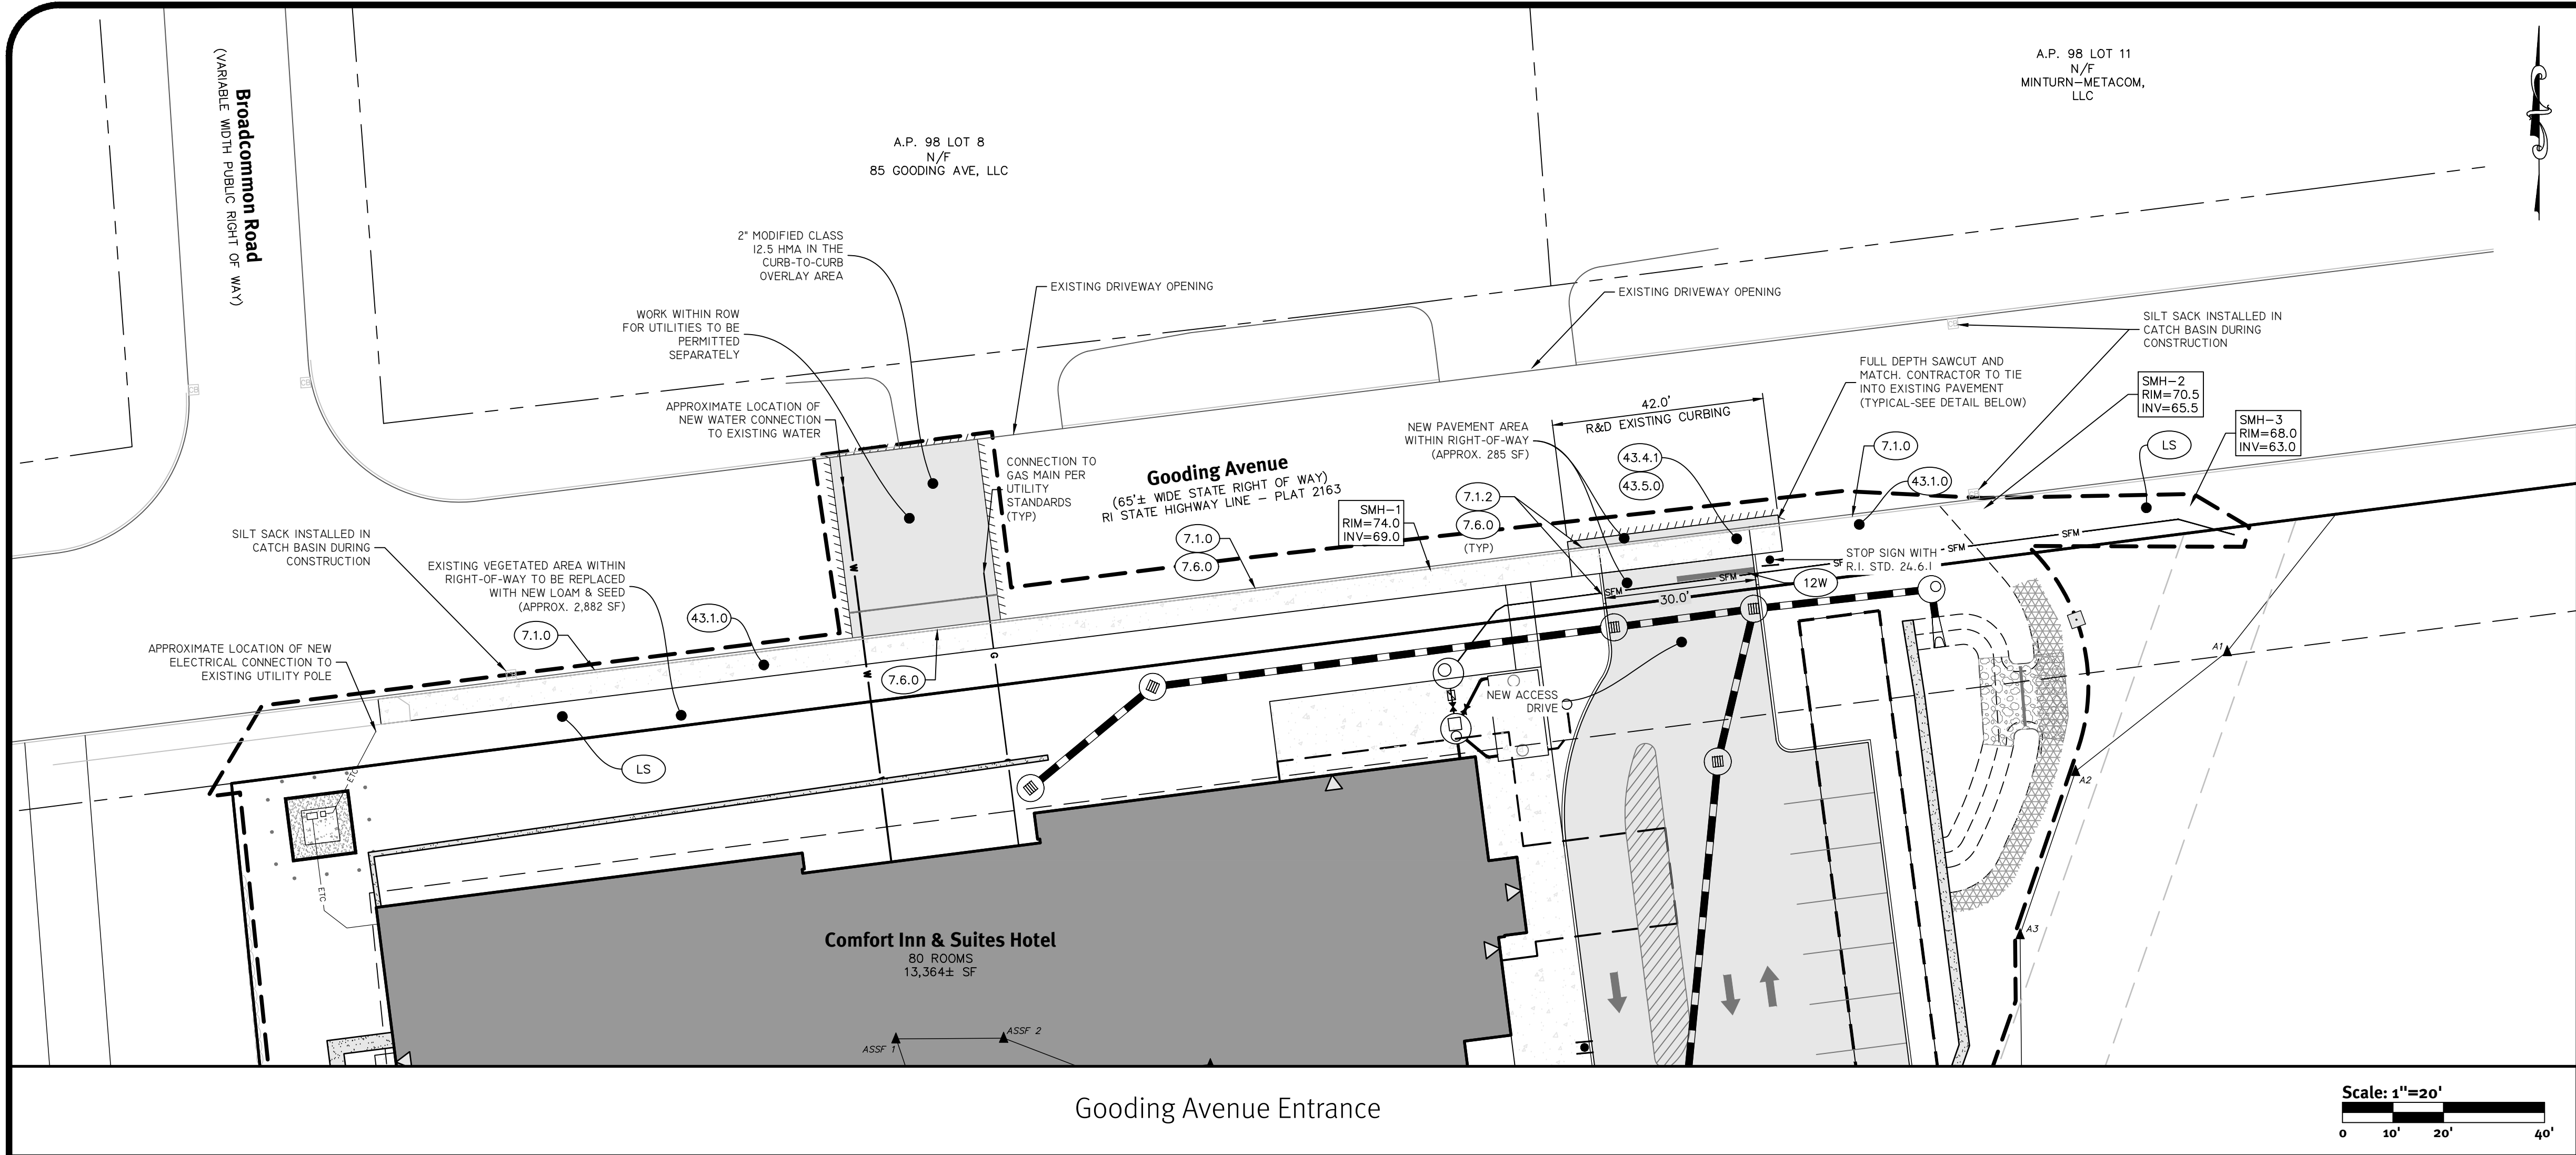 Broadcommon Road
(VARIABLE WIDTH PUBLIC RIGHT OF WAY)
A.P. 98 LOT 8
N/F
85 GOODING AVE, LLC
A.P. 98 LOT 11
N/F
MINTURN-METACOM,
LLC
2" MODIFIED CLASS
12.5 HMA IN THE
CURB-TO-CURB
OVERLAY AREA
WORK WITHIN ROW
FOR UTILITIES TO BE
PERMITTED
SEPARATELY
APPROXIMATE LOCATION OF
NEW WATER CONNECTION
TO EXISTING WATER
EXISTING DRIVEWAY OPENING
EXISTING DRIVEWAY OPENING
SILT SACK INSTALLED IN
CATCH BASIN DURING
CONSTRUCTION
FULL DEPTH SAWCUT AND
MATCH. CONTRACTOR TO TIE
INTO EXISTING PAVEMENT
(TYPICAL-SEE DETAIL BELOW)
SMH-2
RIM=70.5
INV=65.5
SMH-3
RIM=68.0
INV=63.0
CB
CB
CB
CB
CB
42.0'
R&D EXISTING CURBING
NEW PAVEMENT AREA
WITHIN RIGHT-OF-WAY
(APPROX. 285 SF)
43.4.1
43.5.0
7.1.0
43.1.0
LS
CONNECTION TO
GAS MAIN PER
UTILITY
STANDARDS
(TYP)
Gooding Avenue
(65'± WIDE STATE RIGHT OF WAY)
RI STATE HIGHWAY LINE - PLAT 2163
SMH-1
RIM=74.0
INV=69.0
7.1.2
7.6.0
(TYP)
7.1.0
7.6.0
SILT SACK INSTALLED IN
CATCH BASIN DURING
CONSTRUCTION
EXISTING VEGETATED AREA WITHIN
RIGHT-OF-WAY TO BE REPLACED
WITH NEW LOAM & SEED
(APPROX. 2,882 SF)
STOP SIGN WITH
R.I. STD. 24.6.1
SFM
SFM
SFM
SFM
12W
30.0'
43.1.0
7.1.0
APPROXIMATE LOCATION OF NEW
ELECTRICAL CONNECTION TO
EXISTING UTILITY POLE
7.6.0
W
W
G
NEW ACCESS
DRIVE
A1
A2
A3
LS
ETC
ETC
Comfort Inn & Suites Hotel
80 ROOMS
13,364± SF
ASSF 1
ASSF 2
Gooding Avenue Entrance
Scale: 1"=20'
0 10' 20' 40'